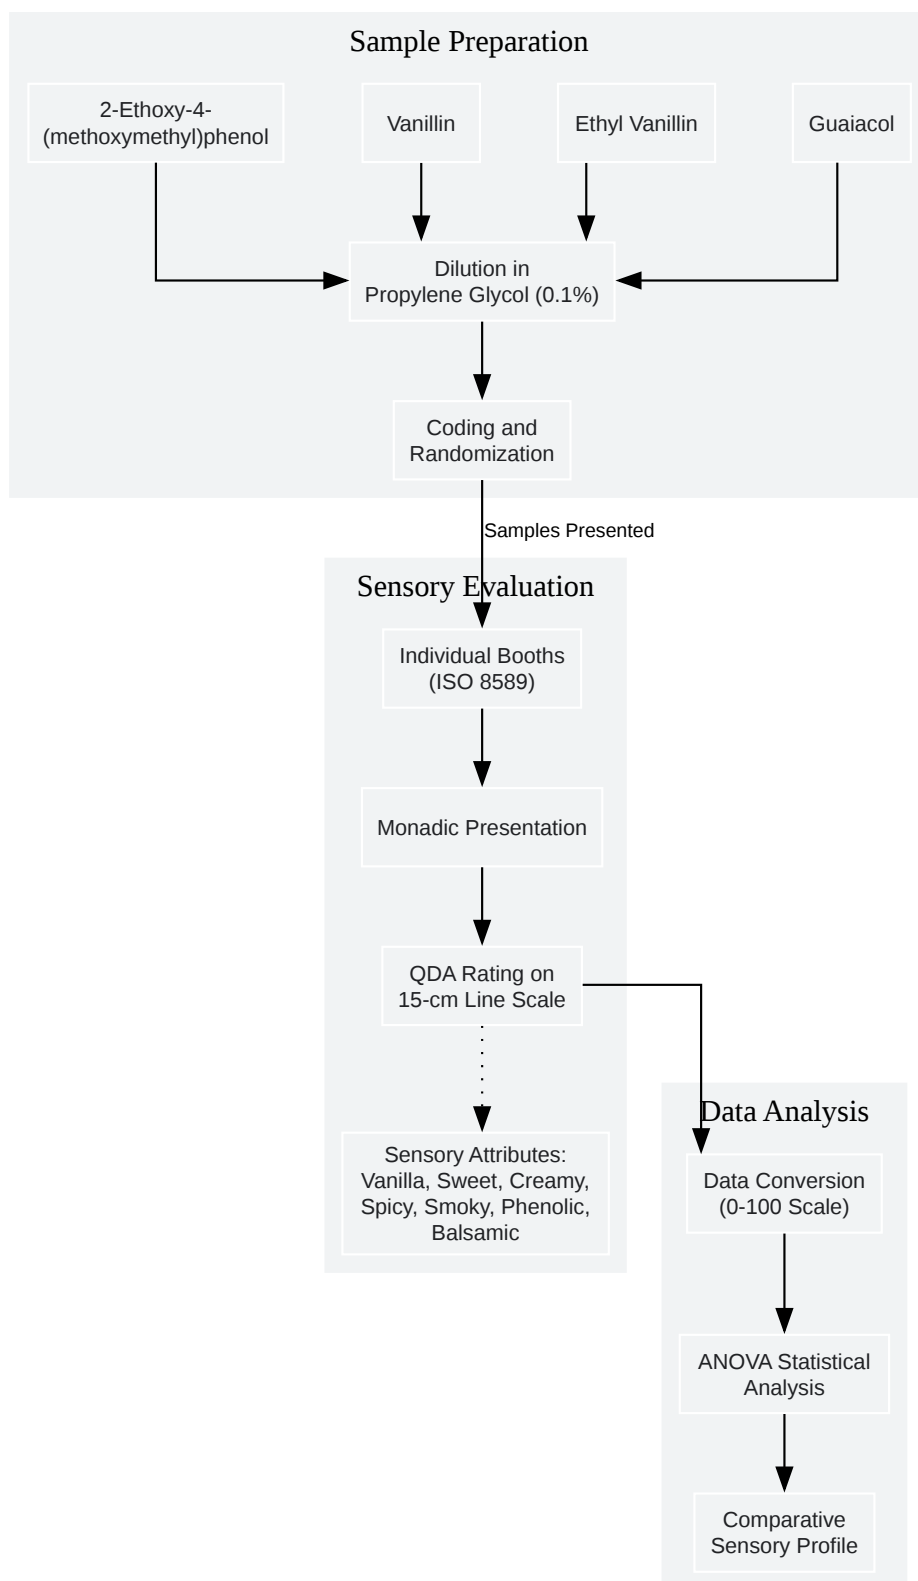 Sample Preparation
2-Ethoxy-4-
(methoxymethyl)phenol
Vanillin
Ethyl Vanillin
Guaiacol
Dilution in
Propylene Glycol (0.1%)
Coding and
Randomization
Samples Presented
Sensory Evaluation
Individual Booths
(ISO 8589)
Monadic Presentation
QDA Rating on
15-cm Line Scale
Sensory Attributes:
Vanilla, Sweet, Creamy,
Spicy, Smoky, Phenolic,
Balsamic
Data Analysis
Data Conversion
(0-100 Scale)
ANOVA Statistical
Analysis
Comparative
Sensory Profile